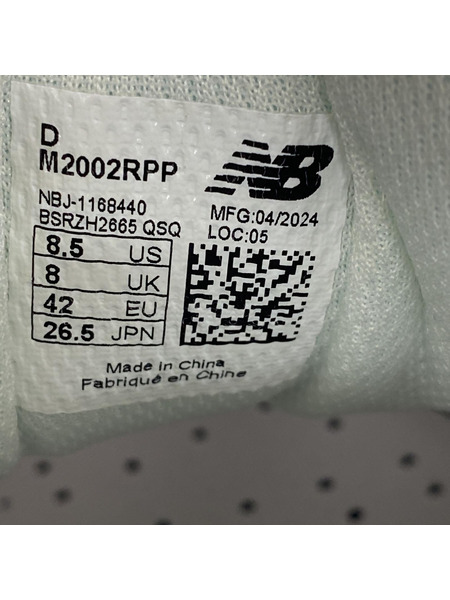 D
M2002RPP
NB
NBJ-1168440
BSRZH2665 QSQ
MFG:04/2024
LOC:05
8.5 US
8 UK
42 EU
26.5 JPN
Made in China
Fabriqué en Chine